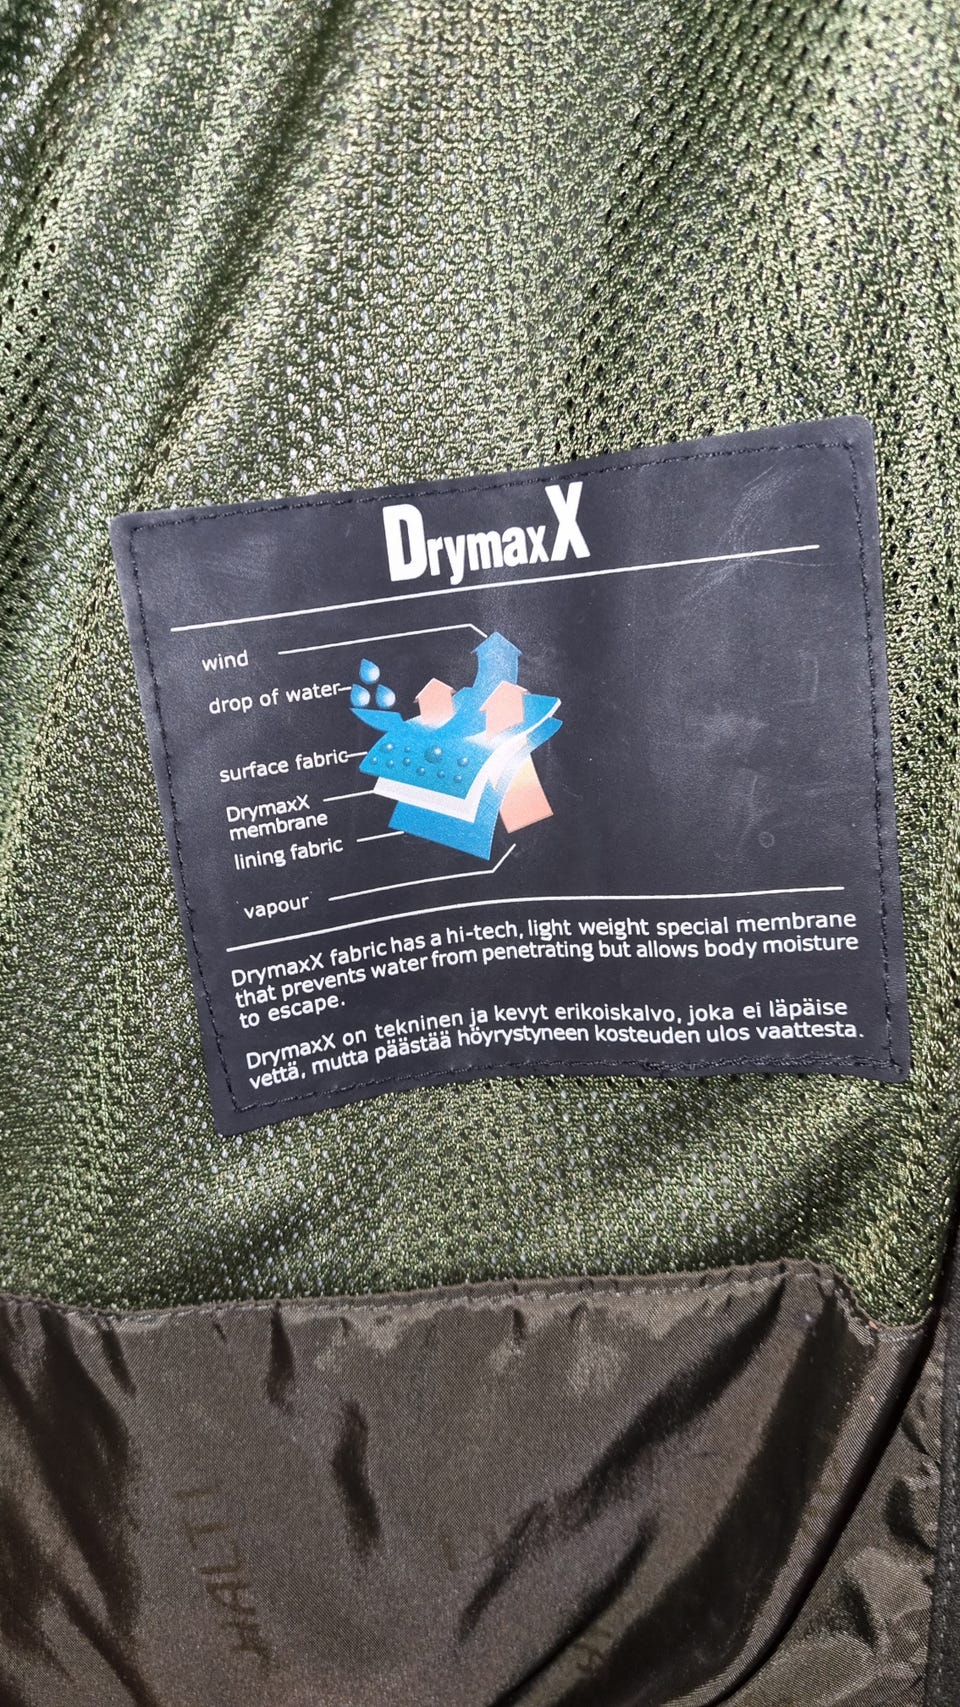 DrymaxX
wind
drop of water
surface fabric
DrymaxX
membrane
lining fabric
vapour
DrymaxX fabric has a hi-tech, light weight special membrane
that prevents water from penetrating but allows body moisture
to escape.
DrymaxX on tekninen ja kevyt erikoiskalvo, joka ei läpäise
vettä, mutta päästää höyrystyneen kosteuden ulos vaattesta.